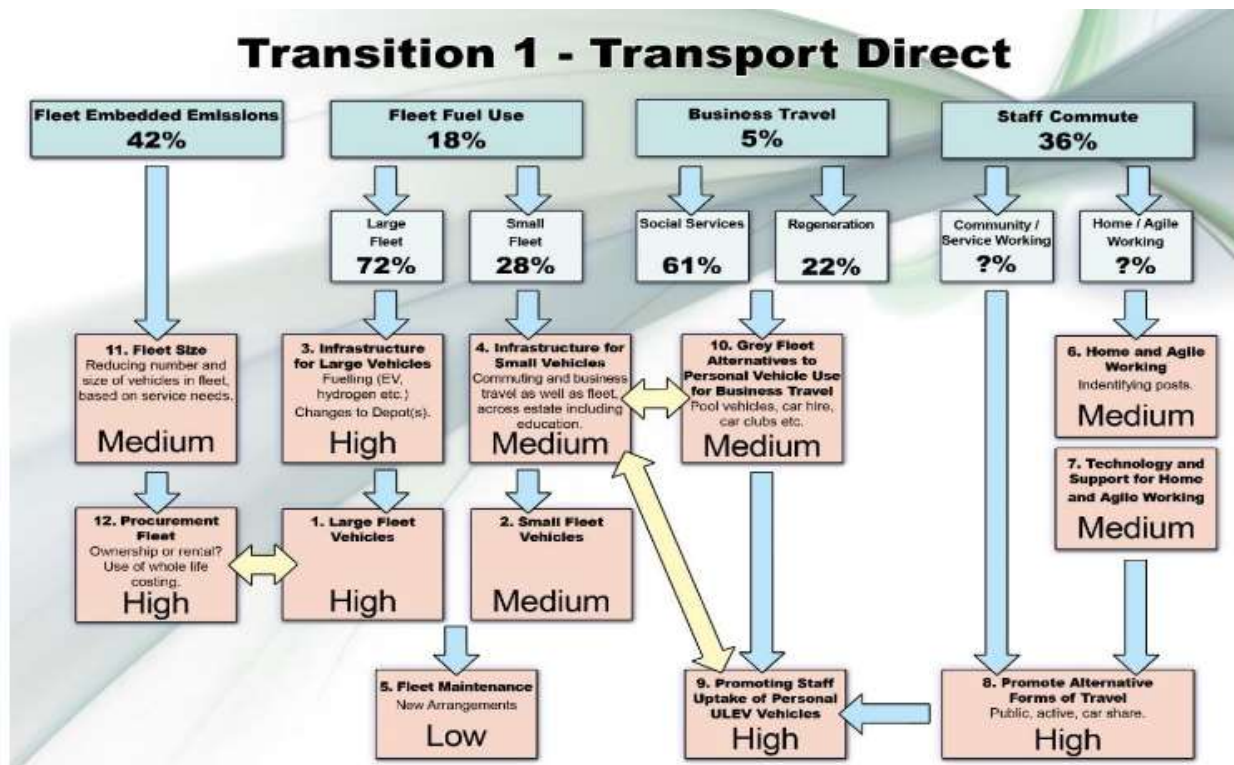 Transition 1 - Transport Direct
Fleet Embedded Emissions
42%
Fleet Fuel Use
18%
Business Travel
5%
Staff Commute
36%
Large
Fleet
72%
Small
Fleet
28%
Social Services
61%
Regeneration
22%
Community /
Service Working
?%
Home / Agile
Working
?%
11. Fleet Size
Reducing number and
size of vehicles in fleet,
based on service needs.
Medium
3. Infrastructure
for Large Vehicles
Fuelling (EV,
hydrogen etc.)
Changes to Depot(s).
High
4. Infrastructure for
Small Vehicles
Commuting and business
travel as well as fleet,
across estate including
education.
Medium
10. Grey Fleet
Alternatives to
Personal Vehicle Use
for Business Travel
Pool vehicles, car hire,
car clubs etc.
Medium
6. Home and Agile
Working
Indentifying posts.
Medium
7. Technology and
Support for Home
and Agile Working
Medium
12. Procurement
Fleet
Ownership or rental?
Use of whole life
costing.
High
1. Large Fleet
Vehicles
High
2. Small Fleet
Vehicles
Medium
5. Fleet Maintenance
New Arrangements
Low
9. Promoting Staff
Uptake of Personal
ULEV Vehicles
High
8. Promote Alternative
Forms of Travel
Public, active, car share.
High